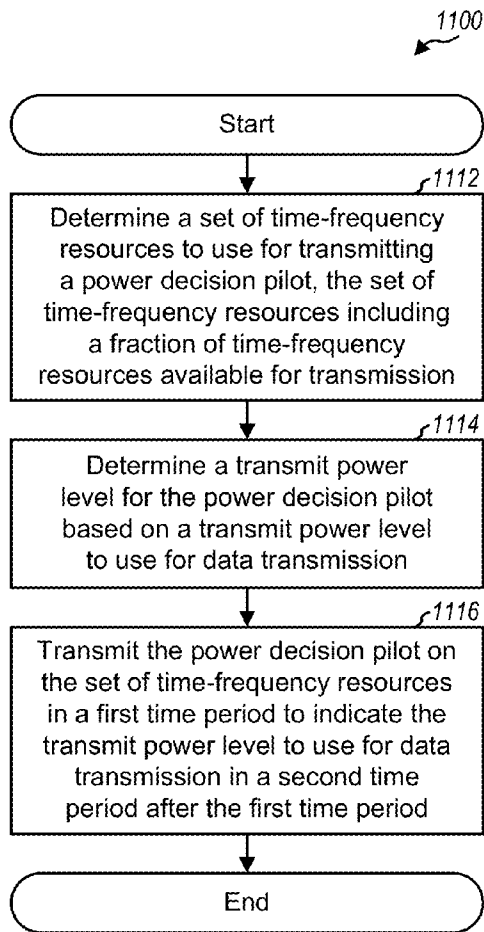 1100
Start
1112
Determine a set of time-frequency
resources to use for transmitting
a power decision pilot, the set of
time-frequency resources including
a fraction of time-frequency
resources available for transmission
1114
Determine a transmit power
level for the power decision pilot
based on a transmit power level
to use for data transmission
1116
Transmit the power decision pilot on
the set of time-frequency resources
in a first time period to indicate the
transmit power level to use for data
transmission in a second time
period after the first time period
End